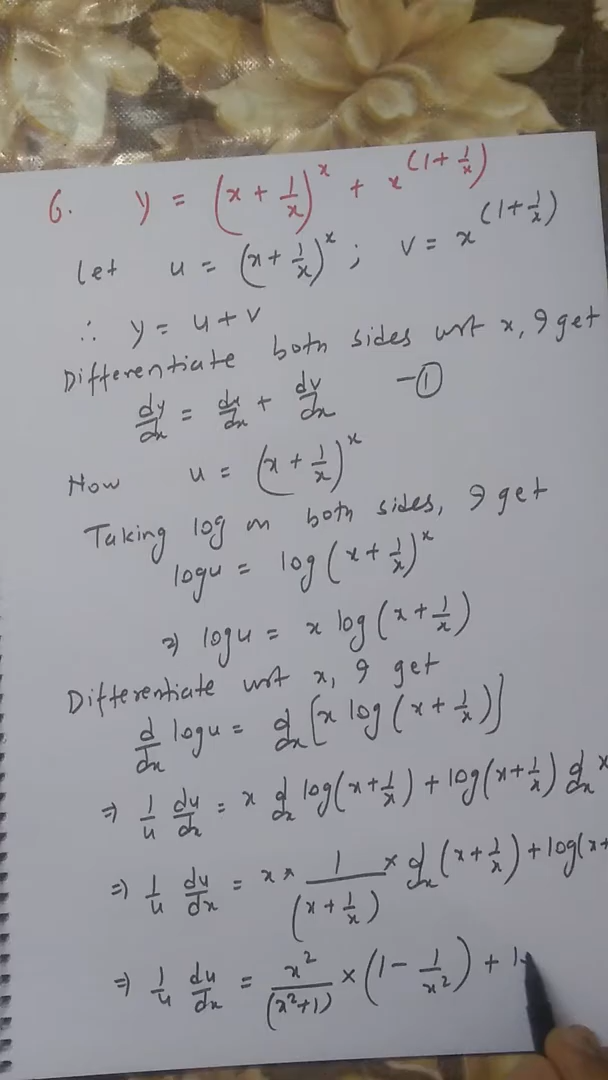 6. y = (x + 1/x)^x + x^(1 + 1/x)
Let u = (x + 1/x)^x ; v = x^(1 + 1/x)
∴ y = u + v
Differentiate both sides wrt x, I get
dy/dx = du/dx + dv/dx - ①
Now u = (x + 1/x)^x
Taking log on both sides, I get
logu = log(x + 1/x)^x
⇒ logu = x log(x + 1/x)
Differentiate wrt x, I get
d/dx logu = d/dx [x log(x + 1/x)]
⇒ 1/u du/dx = x d/dx log(x + 1/x) + log(x + 1/x) d/dx x
⇒ 1/u du/dx = x × 1/(x + 1/x) × d/dx (x + 1/x) + log(x +
⇒ 1/u du/dx = x²/(x²+1) × (1 - 1/x²) +